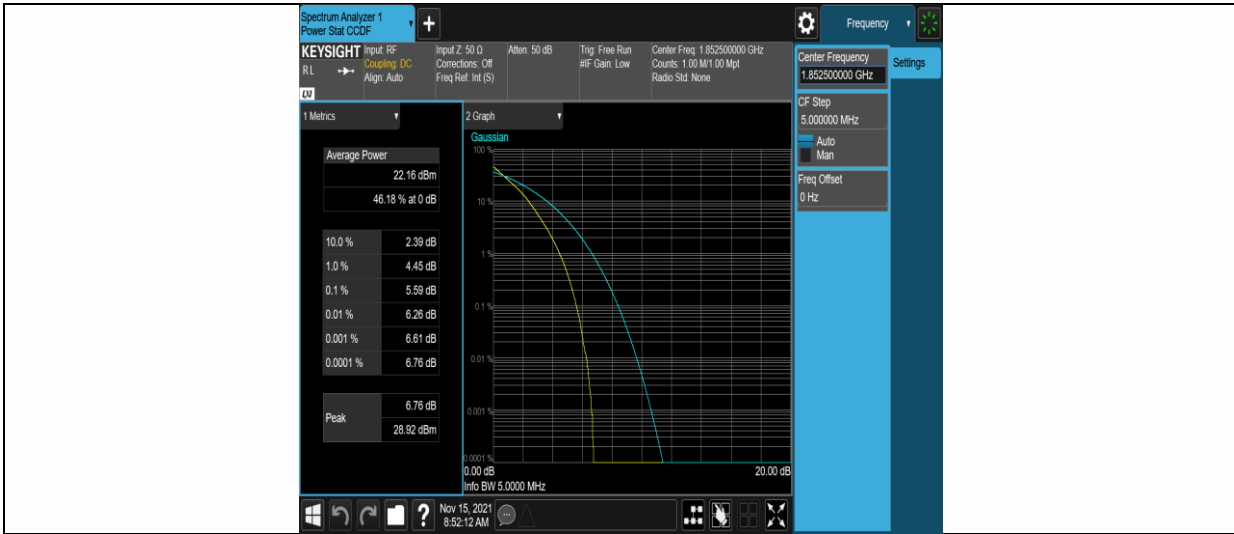 Spectrum Analyzer 1
Power Stat CCDF
Frequency
KEYSIGHT
RL
LXI
Input: RF
Coupling: DC
Align: Auto
Input Z: 50 Ω
Corrections: Off
Freq Ref: Int (S)
Atten: 50 dB
Trig: Free Run
#IF Gain: Low
Center Freq: 1.852500000 GHz
Counts: 1.00 M/1.00 Mpt
Radio Std: None
Center Frequency
1.852500000 GHz
Settings
CF Step
5.000000 MHz
Auto
Man
Freq Offset
0 Hz
1 Metrics
Average Power
22.16 dBm
46.18 % at 0 dB
10.0 % 2.39 dB
1.0 % 4.45 dB
0.1 % 5.59 dB
0.01 % 6.26 dB
0.001 % 6.61 dB
0.0001 % 6.76 dB
Peak
6.76 dB
28.92 dBm
2 Graph
Gaussian
100 %
10 %
1 %
0.1 %
0.01 %
0.001 %
0.0001 %
0.00 dB 20.00 dB
Info BW 5.0000 MHz
?
Nov 15, 2021
8:52:12 AM